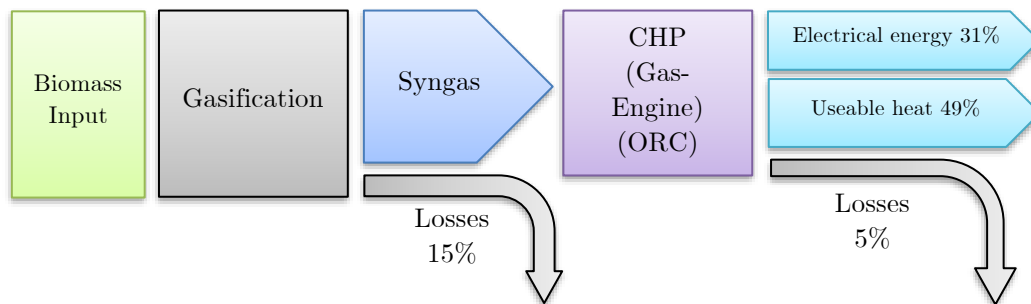 Biomass
Input
Gasification
Syngas
Losses
15%
CHP
(Gas-
Engine)
(ORC)
Electrical energy 31%
Useable heat 49%
Losses
5%